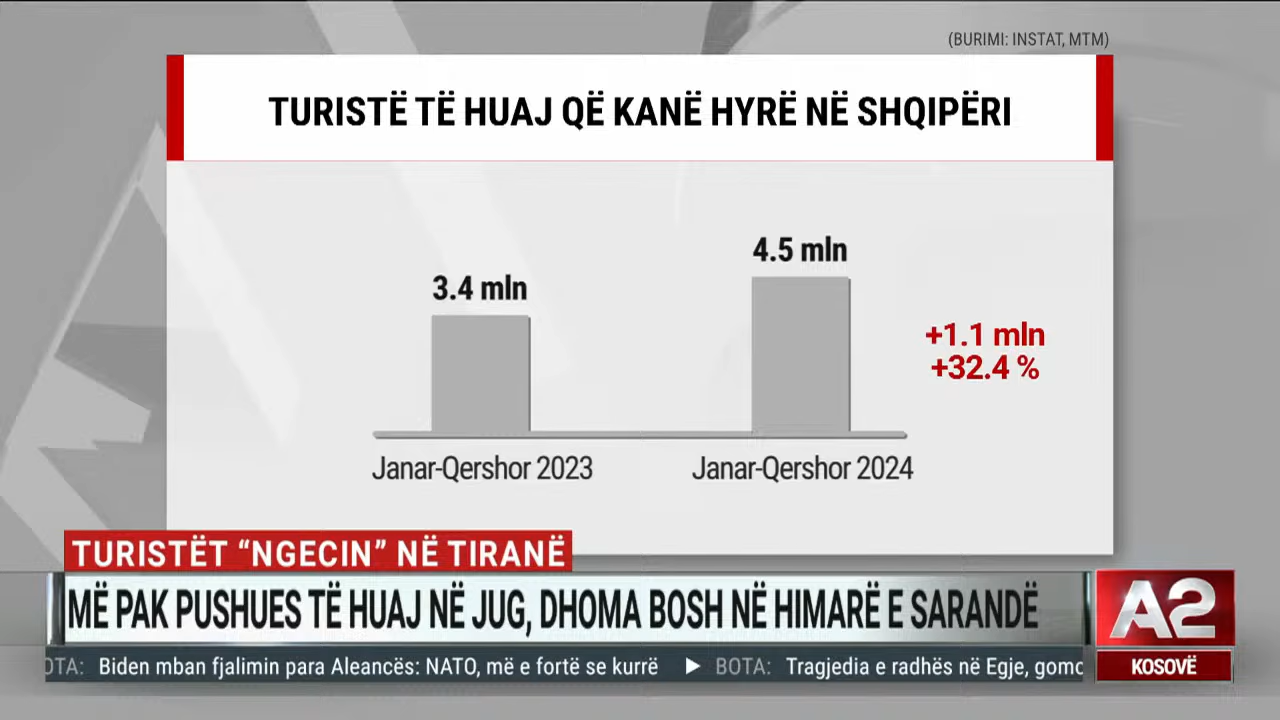 (BURIMI: INSTAT, MTM)
TURISTË TË HUAJ QË KANË HYRË NË SHQIPËRI
3.4 mln
4.5 mln
+1.1 mln
+32.4 %
Janar-Qershor 2023
Janar-Qershor 2024
TURISTËT “NGECIN” NË TIRANË
MË PAK PUSHUES TË HUAJ NË JUG, DHOMA BOSH NË HIMARË E SARANDË
A2
KOSOVË
OTA: Biden mban fjalimin para Aleancës: NATO, më e fortë se kurrë ▶ BOTA: Tragjedia e radhës në Egje,